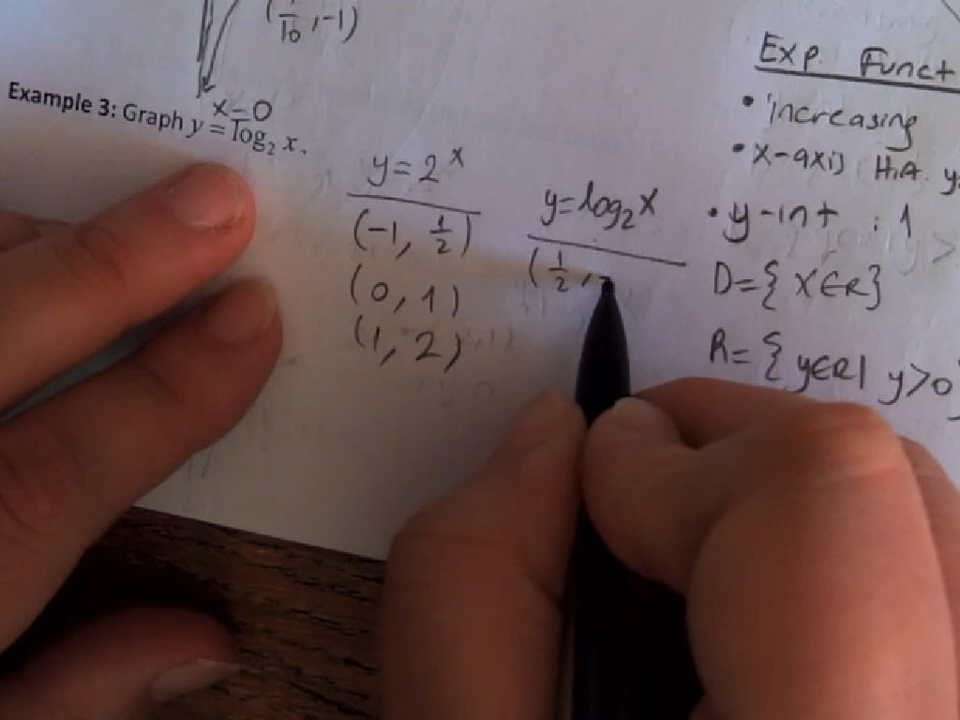 (1/10, -1)
x=0
Example 3: Graph y = log₂ x.
y=2^x
(-1, 1/2)
(0, 1)
(1, 2)
y=log₂x
(1/2, -
Exp. Funct
• increasing
• x-axis H.A. y
• y-int : 1
D={ x∈R}
R= { y∈R| y>0}